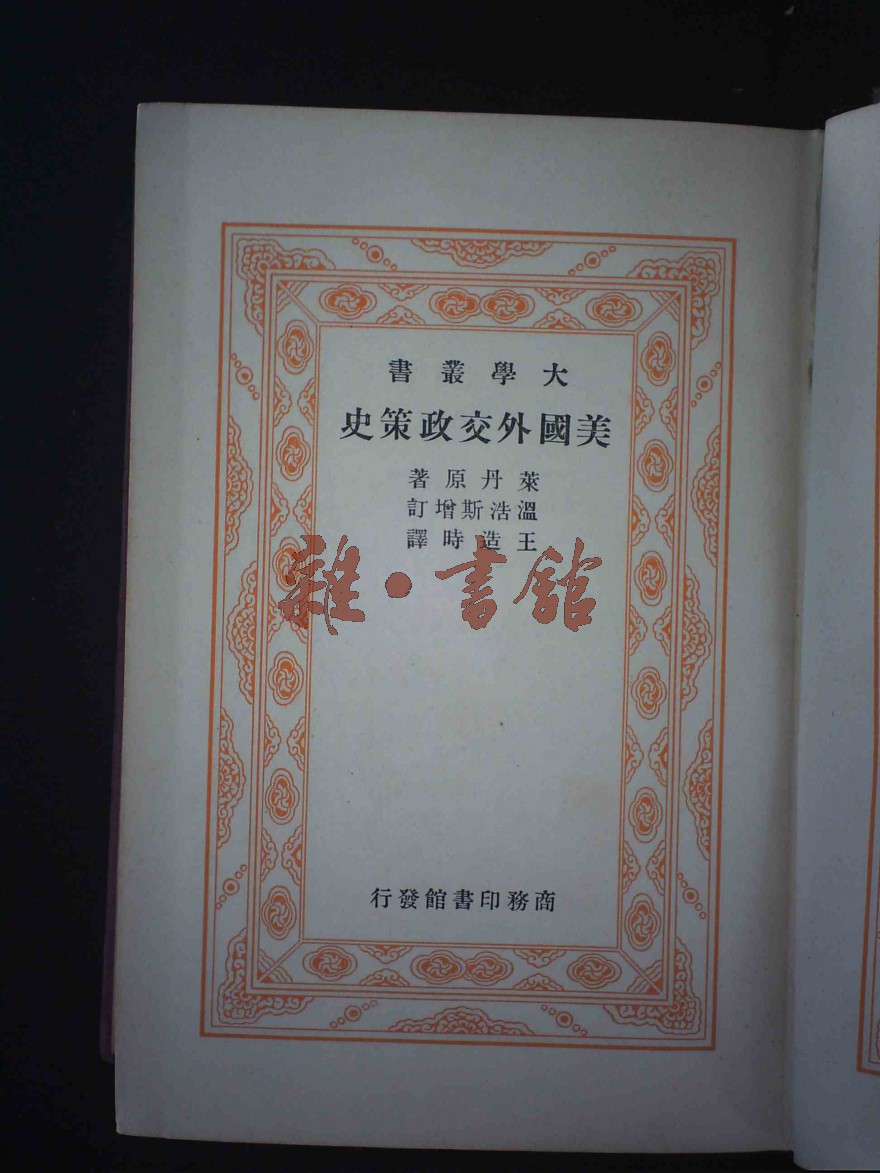 大學叢書
美國外交政策史
萊丹原著
溫浩斯增訂
王造時譯
雜·書館
商務印書館發行